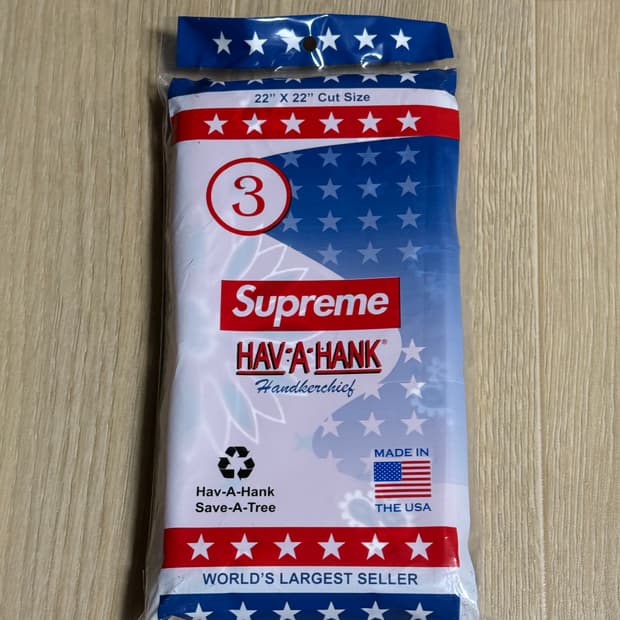 22” X 22” Cut Size
3
Supreme
HAV-A-HANK®
Handkerchief
MADE IN
THE USA
Hav-A-Hank
Save-A-Tree
WORLD’S LARGEST SELLER